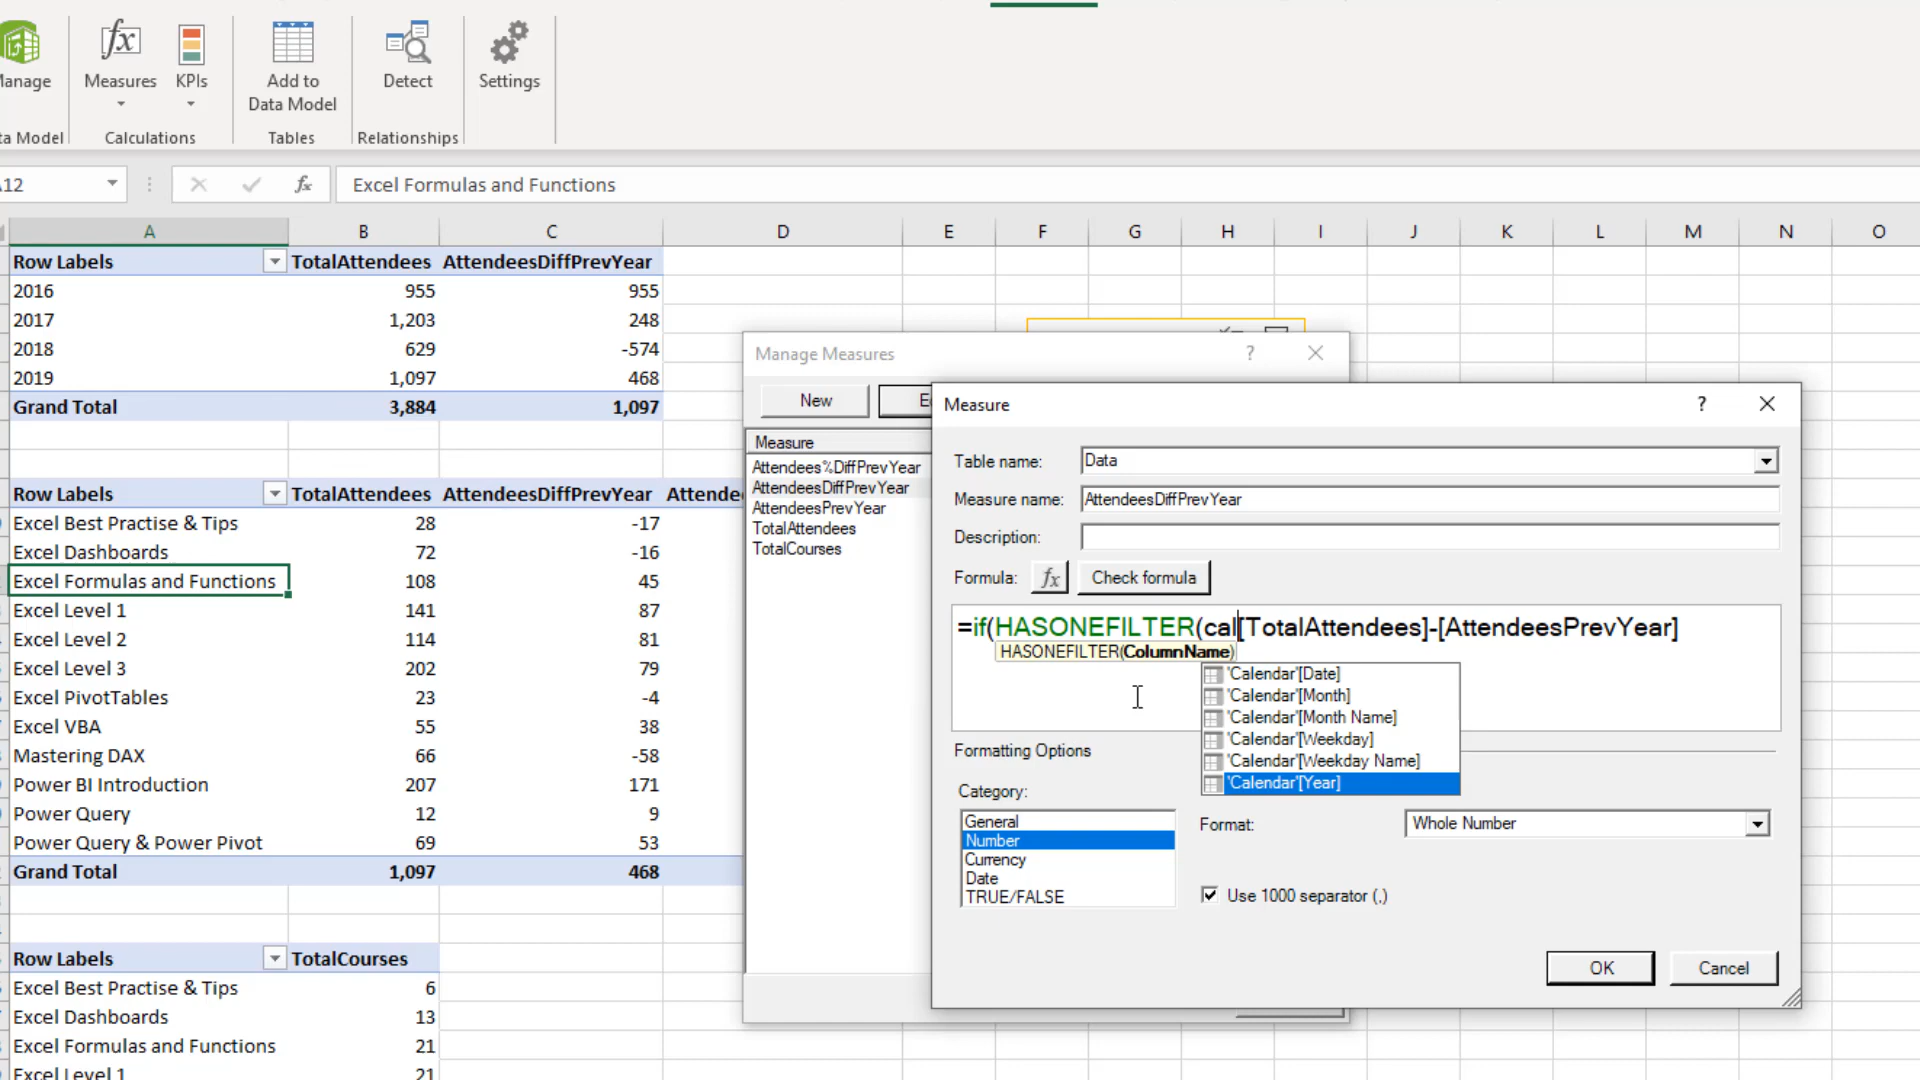 Manage
Measures
KPIs
Add to
Data Model
Detect
Settings
Calculations
Tables
Relationships
Excel Formulas and Functions
A B C D E F G H I J K L M N O
Row Labels TotalAttendees AttendeesDiffPrevYear
2016 955 955
2017 1,203 248
2018 629 -574
2019 1,097 468
Grand Total 3,884 1,097
Row Labels TotalAttendees AttendeesDiffPrevYear
Excel Best Practise & Tips 28 -17
Excel Dashboards 72 -16
Excel Formulas and Functions 108 45
Excel Level 1 141 87
Excel Level 2 114 81
Excel Level 3 202 79
Excel PivotTables 23 -4
Excel VBA 55 38
Mastering DAX 66 -58
Power BI Introduction 207 171
Power Query 12 9
Power Query & Power Pivot 69 53
Grand Total 1,097 468
Row Labels TotalCourses
Excel Best Practise & Tips 6
Excel Dashboards 13
Excel Formulas and Functions 21
Excel Level 1 21
Manage Measures ?
New
Measure
Attendees%DiffPrevYear
AttendeesDiffPrevYear
AttendeesPrevYear
TotalAttendees
TotalCourses
Measure ?
Table name: Data
Measure name: AttendeesDiffPrevYear
Description:
Formula: fx Check formula
=if(HASONEFILTER(cal[TotalAttendees]-[AttendeesPrevYear]
HASONEFILTER(ColumnName)
'Calendar'[Date]
'Calendar'[Month]
'Calendar'[Month Name]
'Calendar'[Weekday]
'Calendar'[Weekday Name]
'Calendar'[Year]
Formatting Options
Category:
General
Number
Currency
Date
TRUE/FALSE
Format: Whole Number
Use 1000 separator (,)
OK Cancel